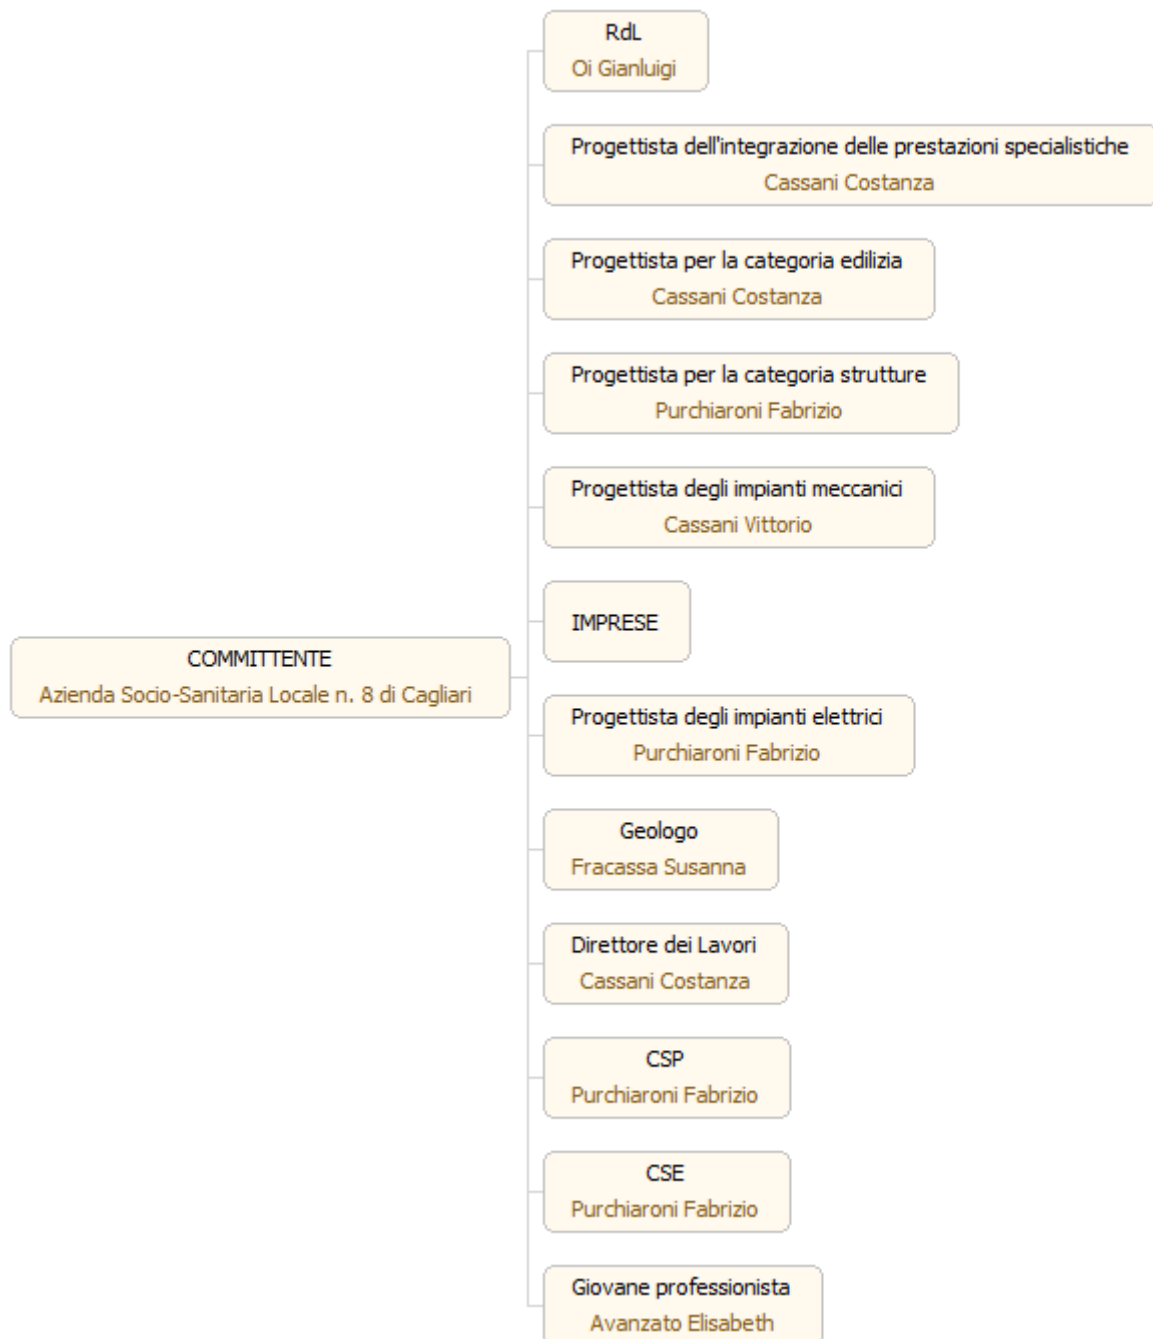 RdL
Oi Gianluigi
Progettista dell'integrazione delle prestazioni specialistiche
Cassani Costanza
Progettista per la categoria edilizia
Cassani Costanza
Progettista per la categoria strutture
Purchiaroni Fabrizio
Progettista degli impianti meccanici
Cassani Vittorio
IMPRESE
COMMITTENTE
Azienda Socio-Sanitaria Locale n. 8 di Cagliari
Progettista degli impianti elettrici
Purchiaroni Fabrizio
Geologo
Fracassa Susanna
Direttore dei Lavori
Cassani Costanza
CSP
Purchiaroni Fabrizio
CSE
Purchiaroni Fabrizio
Giovane professionista
Avanzato Elisabeth